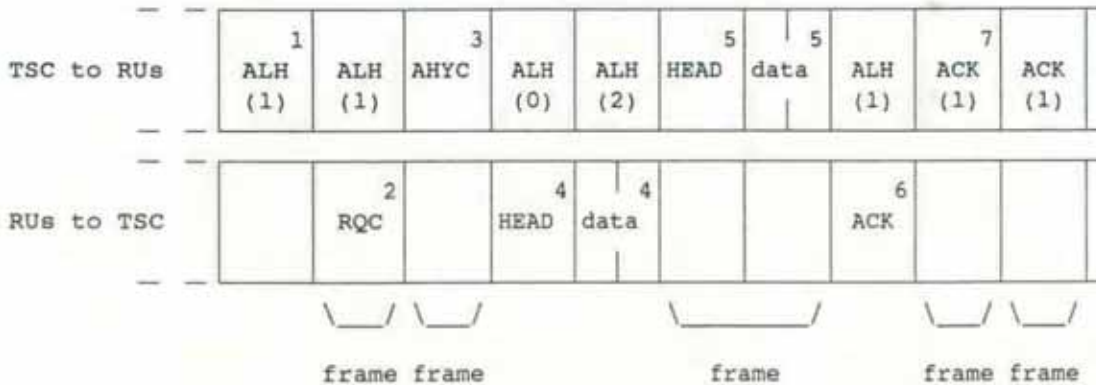 1 3 5 5 7
TSC to RUs ALH ALH AHYC ALH ALH HEAD data ALH ACK ACK
(1) (1) (0) (2) (1) (1) (1)
2 4 4 6
RUs to TSC RQC HEAD data ACK
frame frame frame frame frame